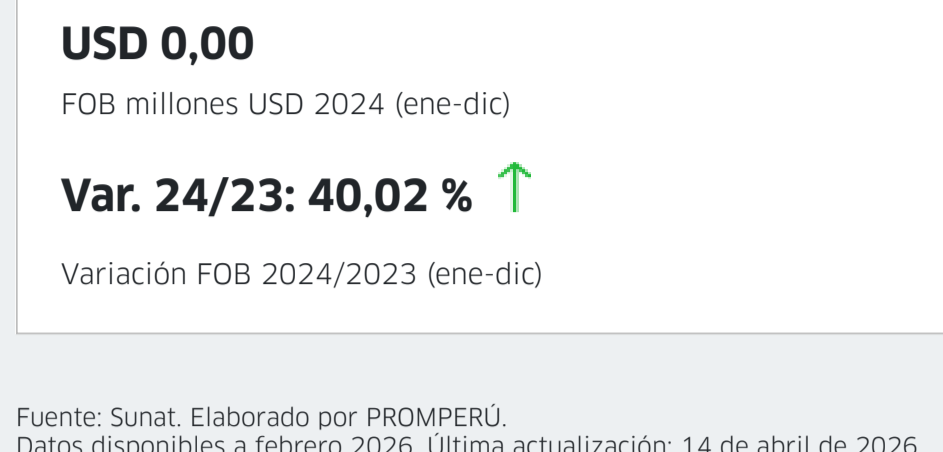 USD 0,00
FOB millones USD 2024 (ene-dic)
Var. 24/23: 40,02 %
Variación FOB 2024/2023 (ene-dic)
Fuente: Sunat. Elaborado por PROMPERÚ.
Datos disponibles a febrero 2026. Última actualización: 14 de abril de 2026.